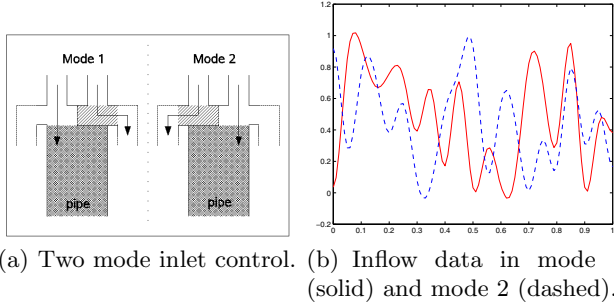 Mode 1
Mode 2
pipe
pipe
1.2
1
0.8
0.6
0.4
0.2
0
−0.2
0
0.1
0.2
0.3
0.4
0.5
0.6
0.7
0.8
0.9
1
a) Two mode inlet control.
(b) Inflow data in mode
(solid) and mode 2 (dashed).